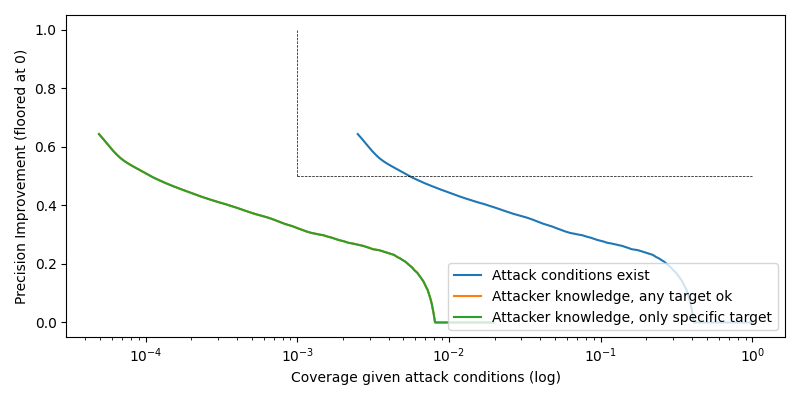 1.0
0.8
0.6
0.4
0.2
0.0
Precision Improvement (floored at 0)
10⁻⁴
10⁻³
10⁻²
10⁻¹
10⁰
Coverage given attack conditions (log)
Attack conditions exist
Attacker knowledge, any target ok
Attacker knowledge, only specific target